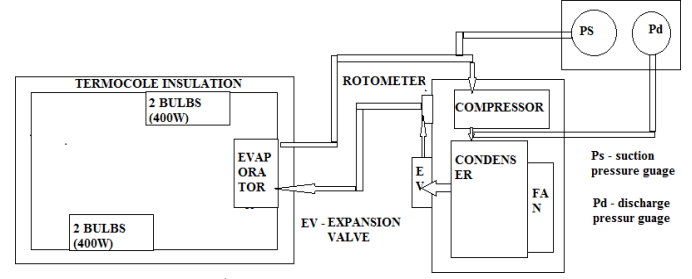 PS
Pd
TERMOCOLE INSULATION
2 BULBS
(400W)
ROTOMETER
COMPRESSOR
EVAP
ORA
TOR
CONDENS
ER
E
V
FA
N
2 BULBS
(400W)
EV - EXPANSION
VALVE
Ps - suction
pressure guage
Pd - discharge
pressur guage